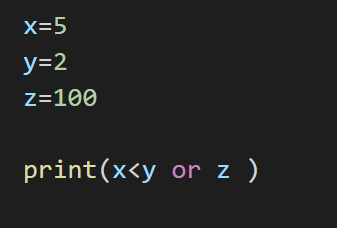 x=5
y=2
z=100
print(x<y or z )